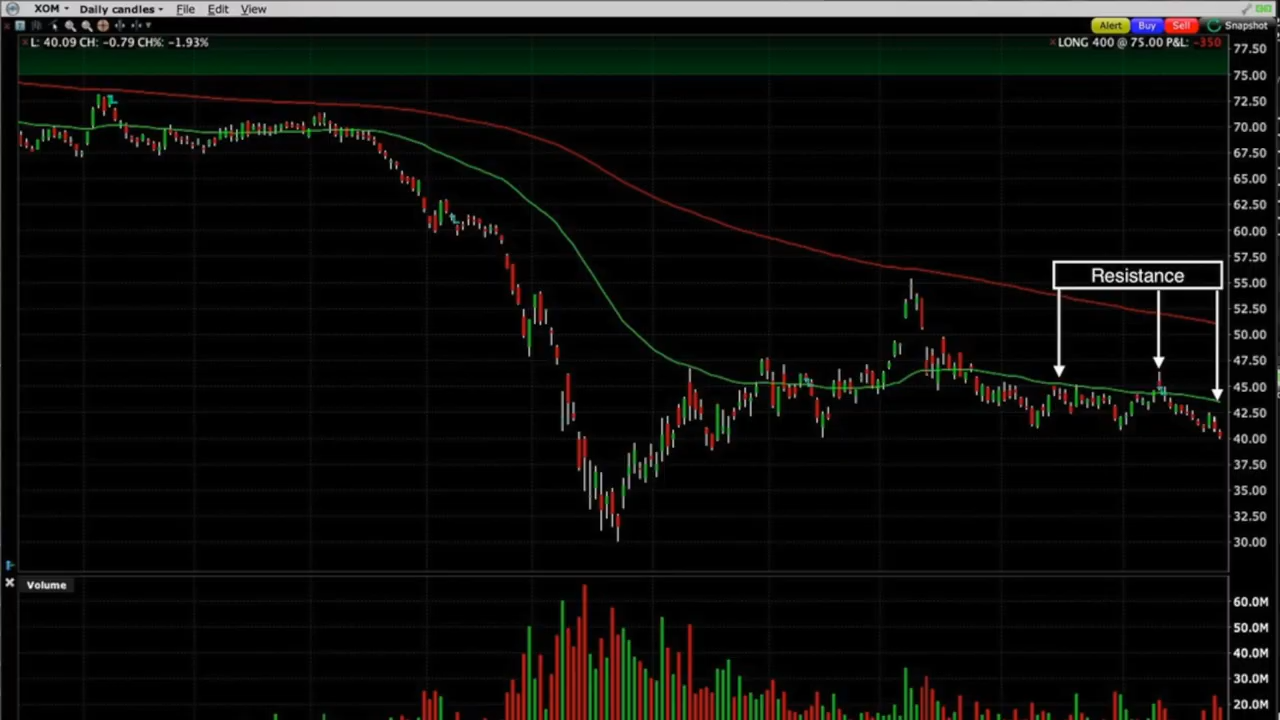 XOM Daily candles File Edit View
Alert Buy Sell Snapshot
L: 40.09 CH: -0.79 CH%: -1.93%
LONG 400 @ 75.00 P&L: -350
77.50
75.00
72.50
70.00
67.50
65.00
62.50
60.00
57.50
Resistance
55.00
52.50
50.00
47.50
45.00
42.50
40.00
37.50
35.00
32.50
30.00
Volume
60.0M
50.0M
40.0M
30.0M
20.0M